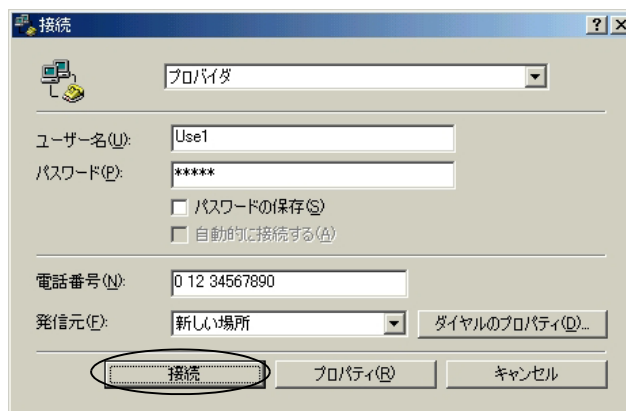 接続
プロバイダ
ユーザー名(U): Use1
パスワード(P): *****
パスワードの保存(S)
自動的に接続する(A)
電話番号(N): 0 12 34567890
発信元(F): 新しい場所 ダイヤルのプロパティ(D)...
接続 プロパティ(R) キャンセル